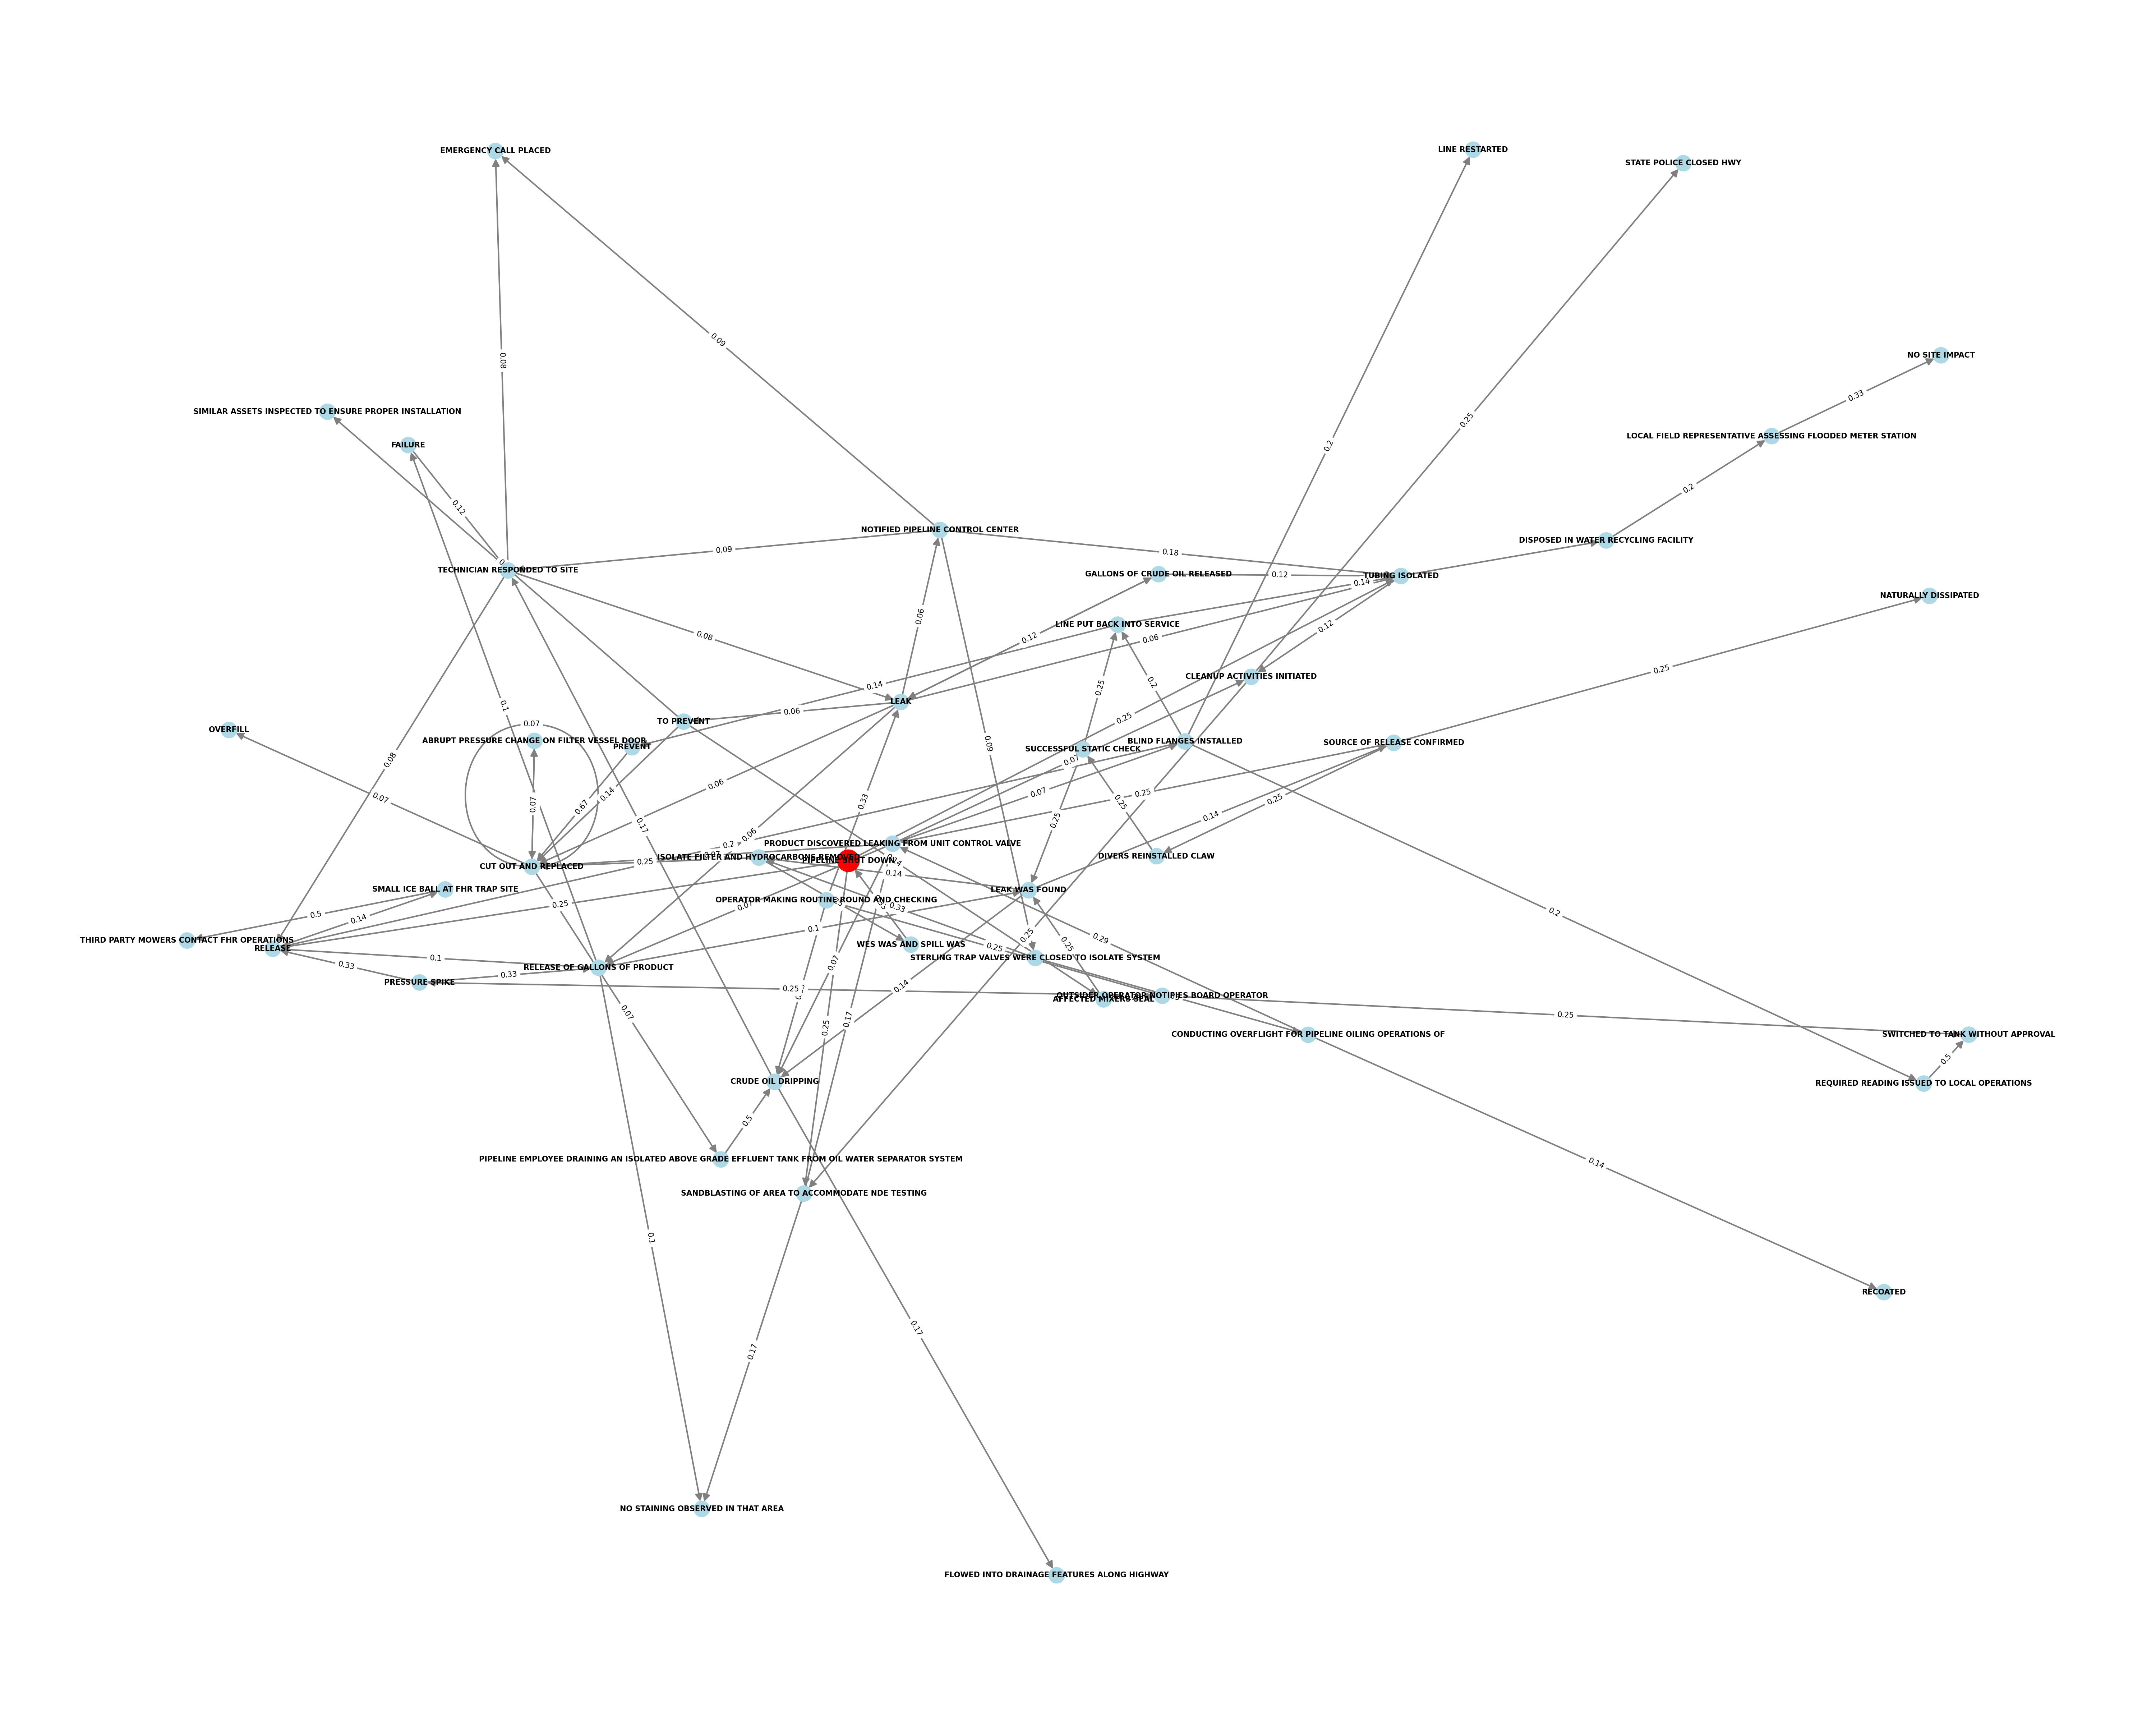 EMERGENCY CALL PLACED
LINE RESTARTED
STATE POLICE CLOSED HWY
0.09
NO SITE IMPACT
0.08
0.33
SIMILAR ASSETS INSPECTED TO ENSURE PROPER INSTALLATION
0.25
LOCAL FIELD REPRESENTATIVE ASSESSING FLOODED METER STATION
FAILURE
0.2
0.2
0.12
NOTIFIED PIPELINE CONTROL CENTER
DISPOSED IN WATER RECYCLING FACILITY
0.09
0.18
TECHNICIAN RESPONDED TO SITE
GALLONS OF CRUDE OIL RELEASED
0.12
TUBING ISOLATED
0.14
NATURALLY DISSIPATED
0.06
LINE PUT BACK INTO SERVICE
0.12
0.08
0.12
0.06
0.25
CLEANUP ACTIVITIES INITIATED
0.2
0.14
0.25
LEAK
0.1
0.06
TO PREVENT
0.25
0.07
OVERFILL
ABRUPT PRESSURE CHANGE ON FILTER VESSEL DOOR
PREVENT
0.09
SUCCESSFUL STATIC CHECK
BLIND FLANGES INSTALLED
SOURCE OF RELEASE CONFIRMED
0.08
0.07
0.06
0.07
0.07
0.67
0.14
0.33
0.07
0.25
0.25
0.25
0.17
0.25
0.14
0.06
0.2
PRODUCT DISCOVERED LEAKING FROM UNIT CONTROL VALVE
ISOLATE FILTER AND HYDROCARBONS REMOVED
PIPELINE SHUT DOWN
DIVERS REINSTALLED CLAW
CUT OUT AND REPLACED
0.25
0.14
SMALL ICE BALL AT FHR TRAP SITE
LEAK WAS FOUND
OPERATOR MAKING ROUTINE ROUND AND CHECKING
0.25
0.07
0.33
0.5
0.14
0.2
0.1
0.25
0.29
THIRD PARTY MOWERS CONTACT FHR OPERATIONS
RELEASE
WES WAS AND SPILL WAS
0.25
0.25
0.1
STERLING TRAP VALVES WERE CLOSED TO ISOLATE SYSTEM
0.33
0.33
RELEASE OF GALLONS OF PRODUCT
0.07
PRESSURE SPIKE
0.25
0.14
OUTSIDER OPERATOR NOTIFIES BOARD OPERATOR
AFFECTED MIXERS SEAL
0.07
0.17
0.25
0.25
CONDUCTING OVERFLIGHT FOR PIPELINE OILING OPERATIONS OF
SWITCHED TO TANK WITHOUT APPROVAL
0.5
CRUDE OIL DRIPPING
REQUIRED READING ISSUED TO LOCAL OPERATIONS
0.5
PIPELINE EMPLOYEE DRAINING AN ISOLATED ABOVE GRADE EFFLUENT TANK FROM OIL WATER SEPARATOR SYSTEM
0.14
SANDBLASTING OF AREA TO ACCOMMODATE NDE TESTING
0.1
RECOATED
0.17
0.17
NO STAINING OBSERVED IN THAT AREA
FLOWED INTO DRAINAGE FEATURES ALONG HIGHWAY